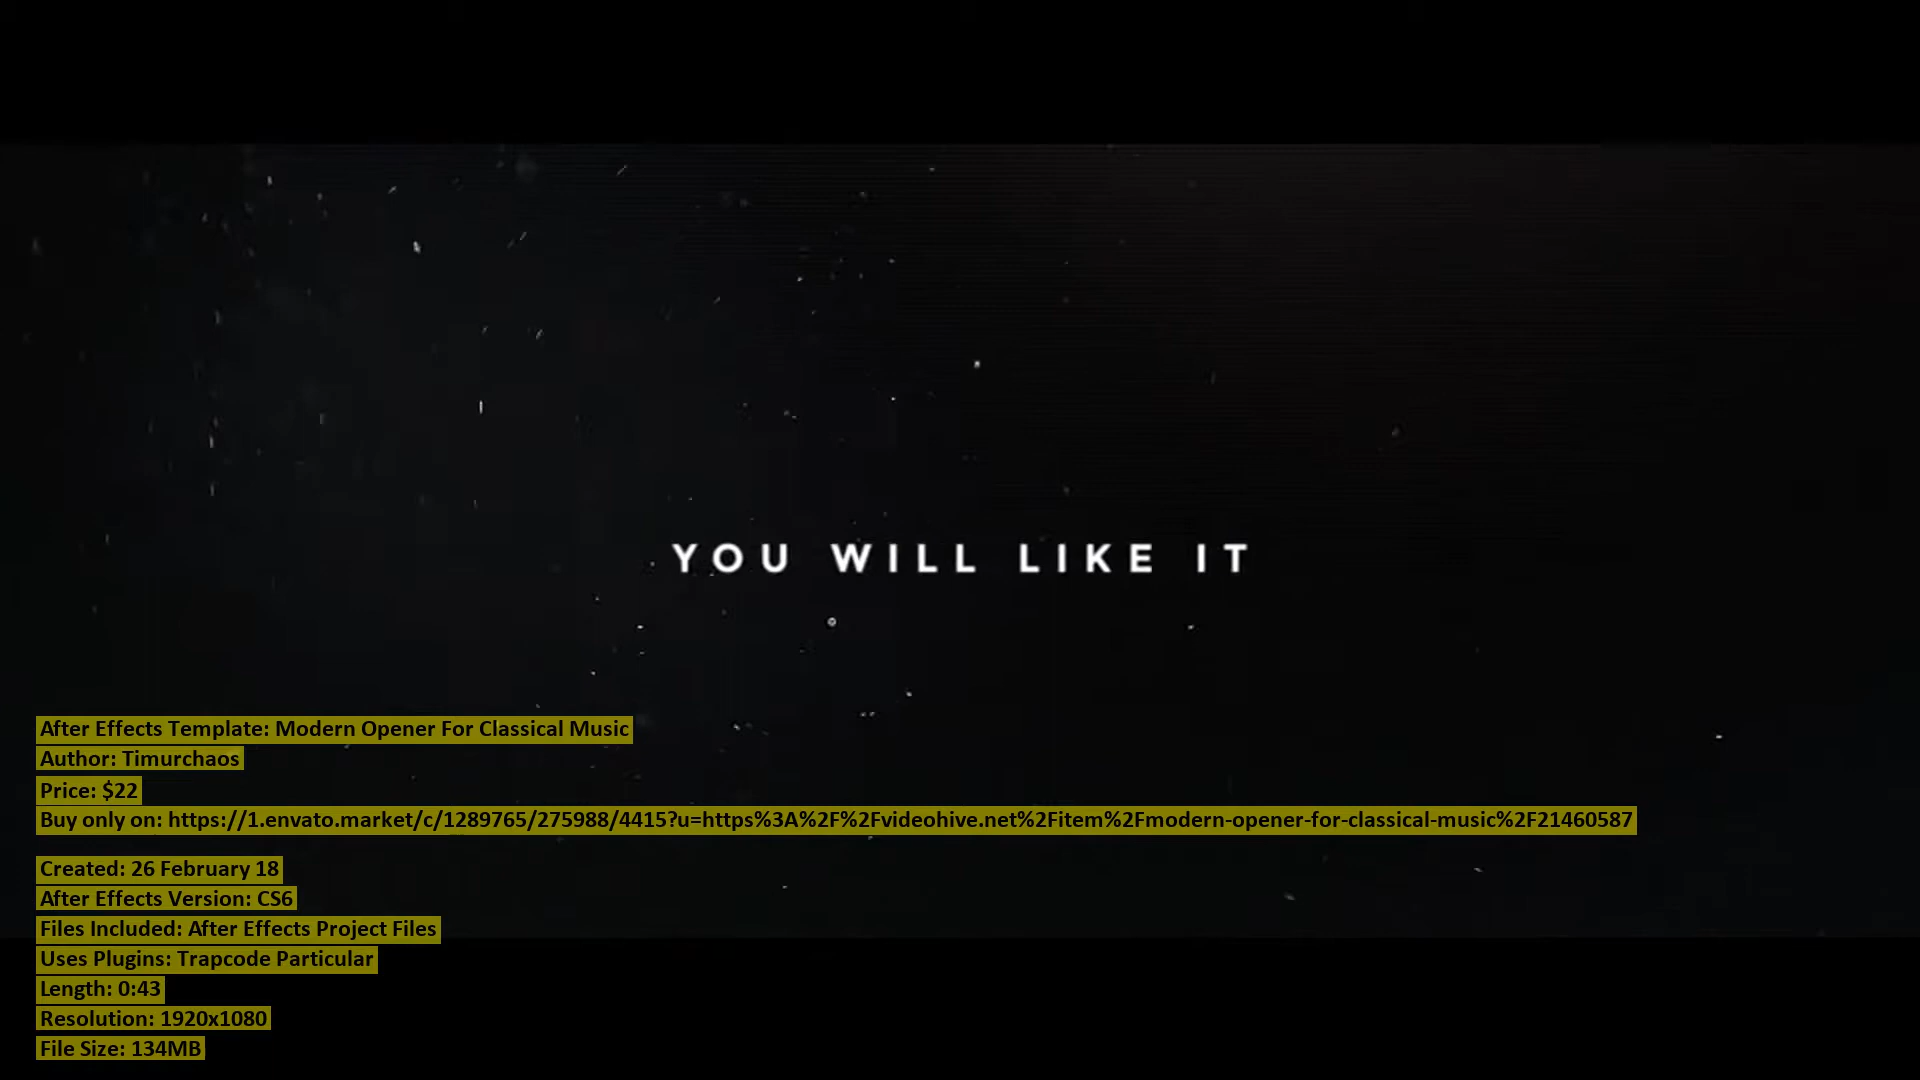 YOU WILL LIKE IT
After Effects Template: Modern Opener For Classical Music
Author: Timurchaos
Price: $22
Buy only on: https://1.envato.market/c/1289765/275988/4415?u=https%3A%2F%2Fvideohive.net%2Fitem%2Fmodern-opener-for-classical-music%2F21460587
Created: 26 February 18
After Effects Version: CS6
Files Included: After Effects Project Files
Uses Plugins: Trapcode Particular
Length: 0:43
Resolution: 1920x1080
File Size: 134MB